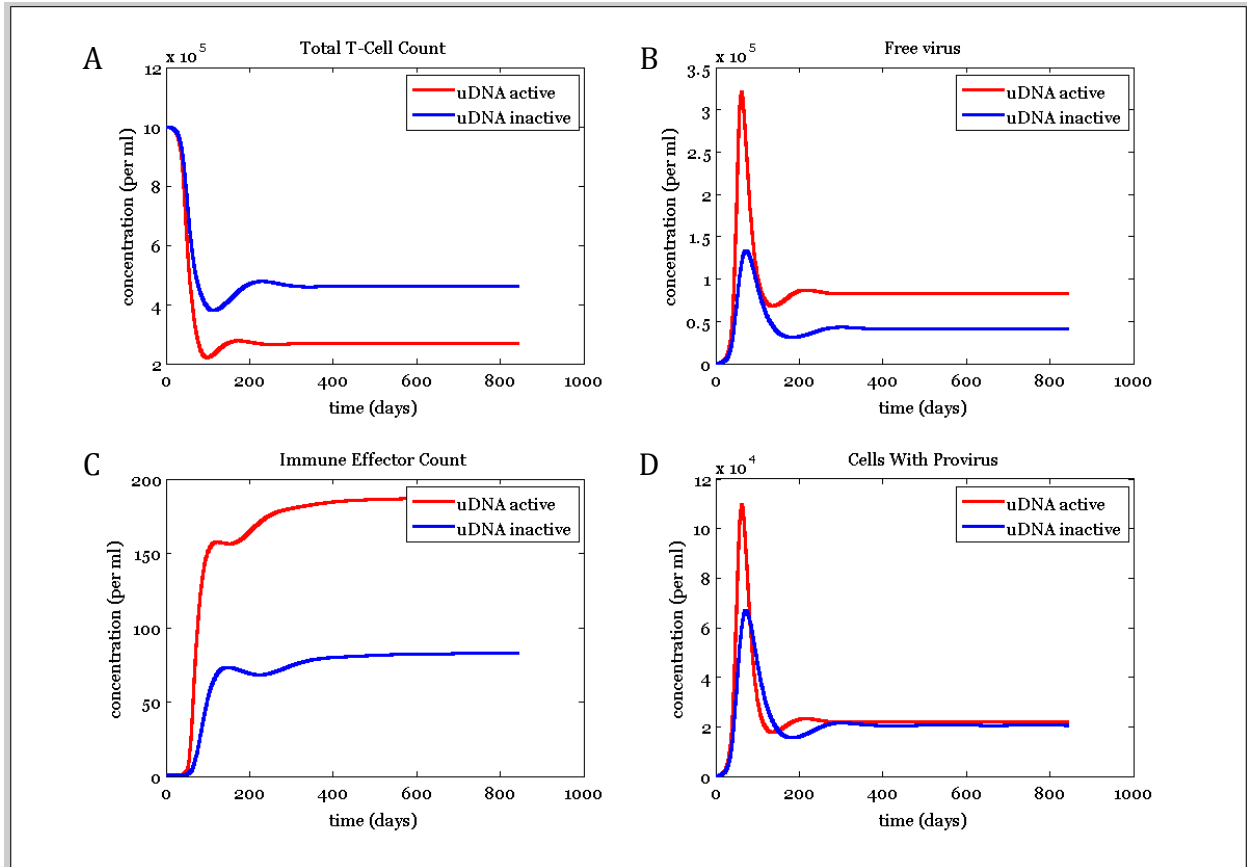 A
x 10^5
Total T-Cell Count
12
10
8
6
4
2
concentration (per ml)
uDNA active
uDNA inactive
0 200 400 600 800 1000
time (days)
B
x 10^5
Free virus
3.5
3
2.5
2
1.5
1
0.5
0
concentration (per ml)
uDNA active
uDNA inactive
0 200 400 600 800 1000
time (days)
C
Immune Effector Count
200
150
100
50
0
concentration (per ml)
uDNA active
uDNA inactive
0 200 400 600 800 1000
time (days)
D
x 10^4
Cells With Provirus
12
10
8
6
4
2
0
concentration (per ml)
uDNA active
uDNA inactive
0 200 400 600 800 1000
time (days)